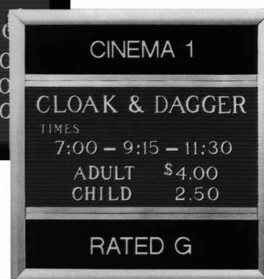 CINEMA 1
CLOAK & DAGGER
TIMES
7:00 – 9:15 – 11:30
ADULT $4.00
CHILD 2.50
RATED G